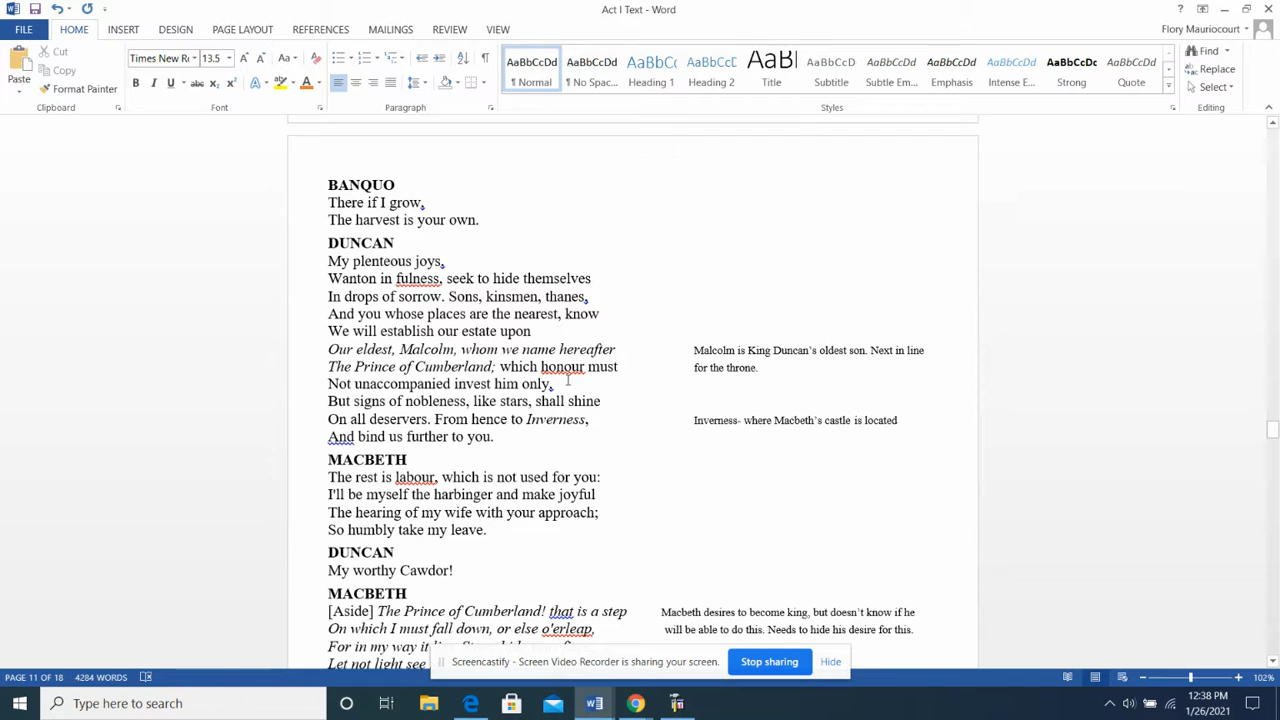 Act I Text - Word
FILE HOME INSERT DESIGN PAGE LAYOUT REFERENCES MAILINGS REVIEW VIEW
Flory Mauriocourt
Paste
Cut
Copy
Format Painter
Times New R 13.5
AaBbCcDd AaBbCcDd AaBbCc AaBbCcD AaB AaBbCcD AaBbCcDd AaBbCcDd AaBbCcDd AaBbCcDc AaBbCcDd
¶ Normal ¶ No Spac... Heading 1 Heading 2 Title Subtitle Subtle Em... Emphasis Intense E... Strong Quote
Find
Replace
Select
Clipboard Font Paragraph Styles Editing
BANQUO
There if I grow,
The harvest is your own.
DUNCAN
My plenteous joys,
Wanton in fulness, seek to hide themselves
In drops of sorrow. Sons, kinsmen, thanes,
And you whose places are the nearest, know
We will establish our estate upon
Our eldest, Malcolm, whom we name hereafter
The Prince of Cumberland; which honour must
Not unaccompanied invest him only,
But signs of nobleness, like stars, shall shine
On all deservers. From hence to Inverness,
And bind us further to you.
Malcolm is King Duncan's oldest son. Next in line
for the throne.
Inverness- where Macbeth's castle is located
MACBETH
The rest is labour, which is not used for you:
I'll be myself the harbinger and make joyful
The hearing of my wife with your approach;
So humbly take my leave.
DUNCAN
My worthy Cawdor!
MACBETH
[Aside] The Prince of Cumberland! that is a step
On which I must fall down, or else o'erleap,
For in my way it
Let not light see
Macbeth desires to become king, but doesn't know if he
will be able to do this. Needs to hide his desire for this.
Screencastify - Screen Video Recorder is sharing your screen.
Stop sharing
Hide
PAGE 11 OF 18 4284 WORDS
102%
Type here to search
12:38 PM
1/26/2021